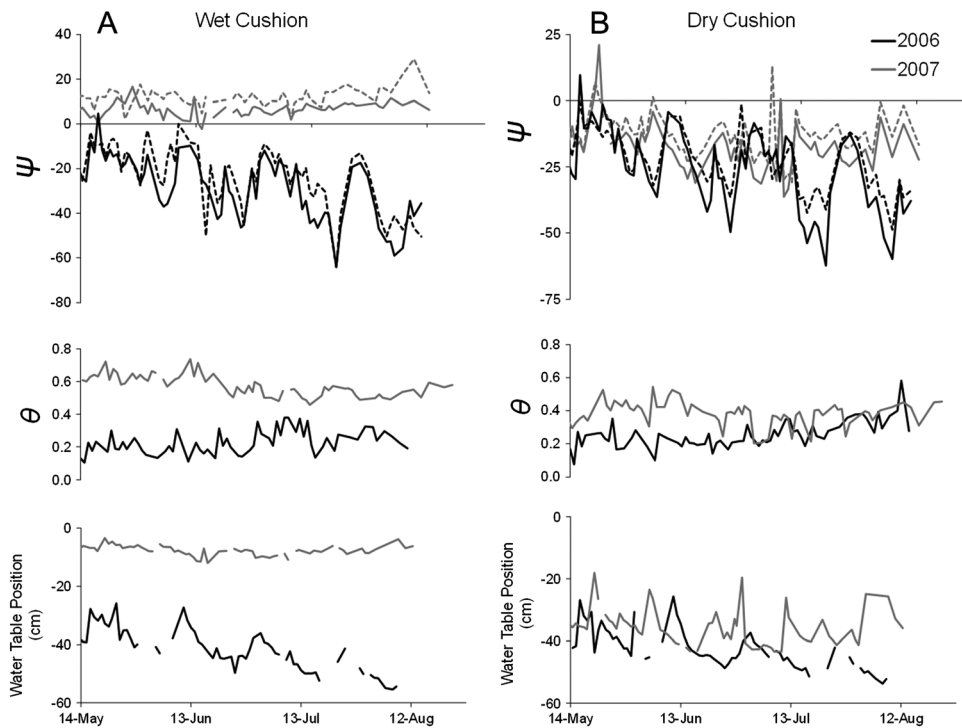 A Wet Cushion
B Dry Cushion
2006
2007
40
20
0
-20
-40
-60
-80
Ψ
25
0
-25
-50
-75
Ψ
0.8
0.6
0.4
0.2
0.0
θ
0.8
0.6
0.4
0.2
0.0
θ
0
-20
-40
-60
Water Table Position
(cm)
14-May 13-Jun 13-Jul 12-Aug
0
-20
-40
-60
Water Table Position
(cm)
14-May 13-Jun 13-Jul 12-Aug